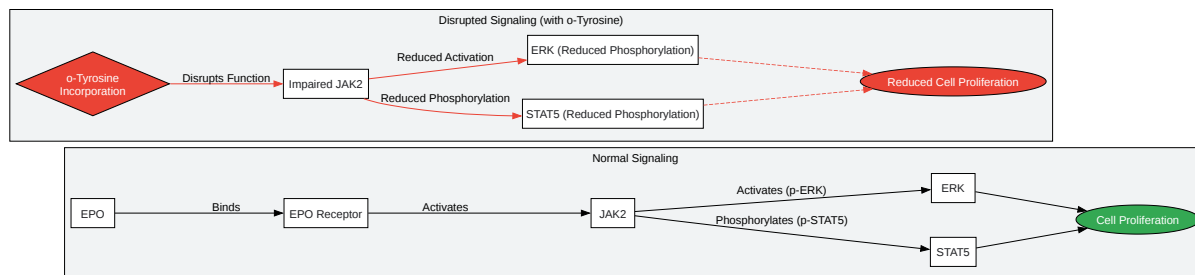 Disrupted Signaling (with o-Tyrosine)
o-Tyrosine
Incorporation
Disrupts Function
Impaired JAK2
Reduced Activation
Reduced Phosphorylation
ERK (Reduced Phosphorylation)
STAT5 (Reduced Phosphorylation)
Reduced Cell Proliferation
Normal Signaling
EPO
Binds
EPO Receptor
Activates
JAK2
Activates (p-ERK)
Phosphorylates (p-STAT5)
ERK
STAT5
Cell Proliferation